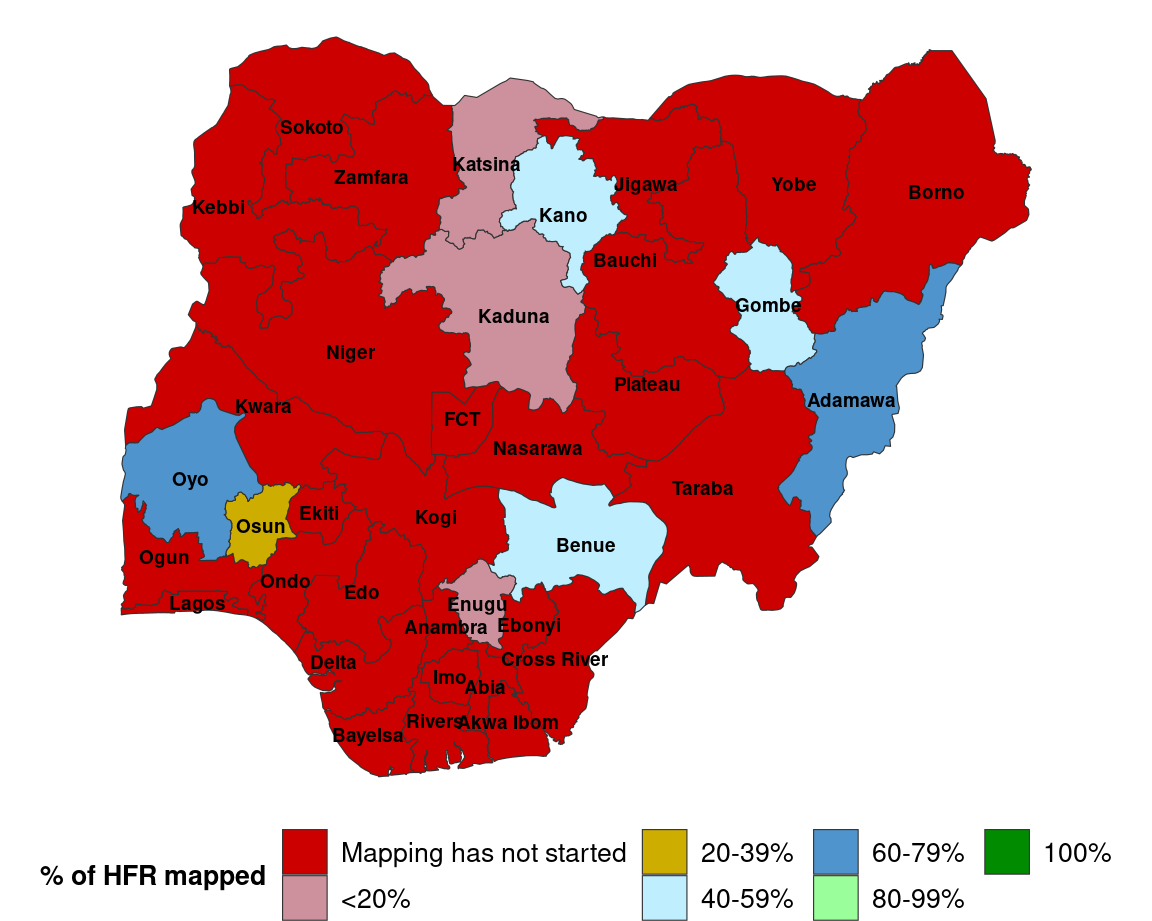 Sokoto
Katsina
Zamfara
Jigawa
Yobe
Borno
Kebbi
Kano
Bauchi
Gombe
Kaduna
Niger
Plateau
Adamawa
Kwara
FCT
Nasarawa
Oyo
Taraba
Ekiti
Kogi
Osun
Benue
Ogun
Ondo
Edo
Lagos
Enugu
Anambra
Ebonyi
Delta
Cross River
Imo
Abia
Rivers
Akwa Ibom
Bayelsa
% of HFR mapped
Mapping has not started
<20%
20-39%
40-59%
60-79%
80-99%
100%